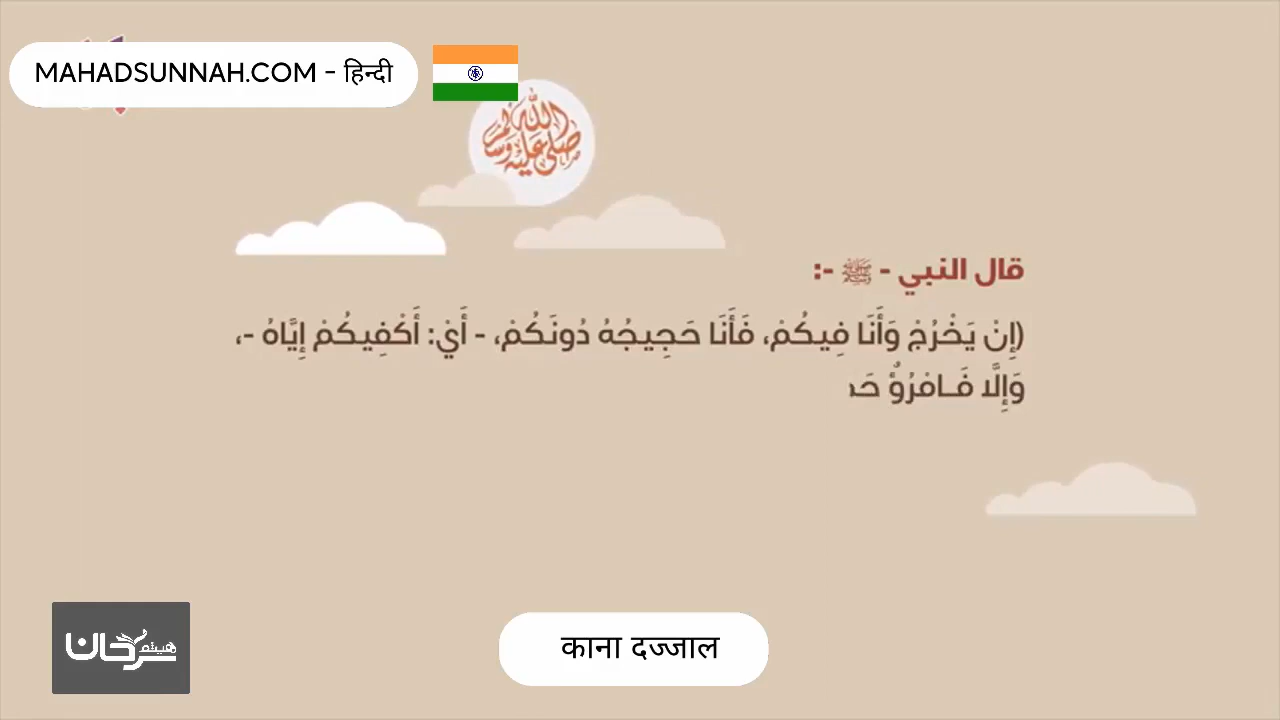 MAHADSUNNAH.COM - हिन्दी
صلى الله عليه وسلم
قال النبي - ﷺ -:
(إِنْ يَخْرُجْ وَأَنَا فِيكُمْ، فَأَنَا حَجِيجُهُ دُونَكُمْ، - أَيْ: أَكْفِيكُمْ إِيَّاهُ -،
وَإِلَّا فَـامْرُؤٌ
هيثم سرحان
काना दज्जाल